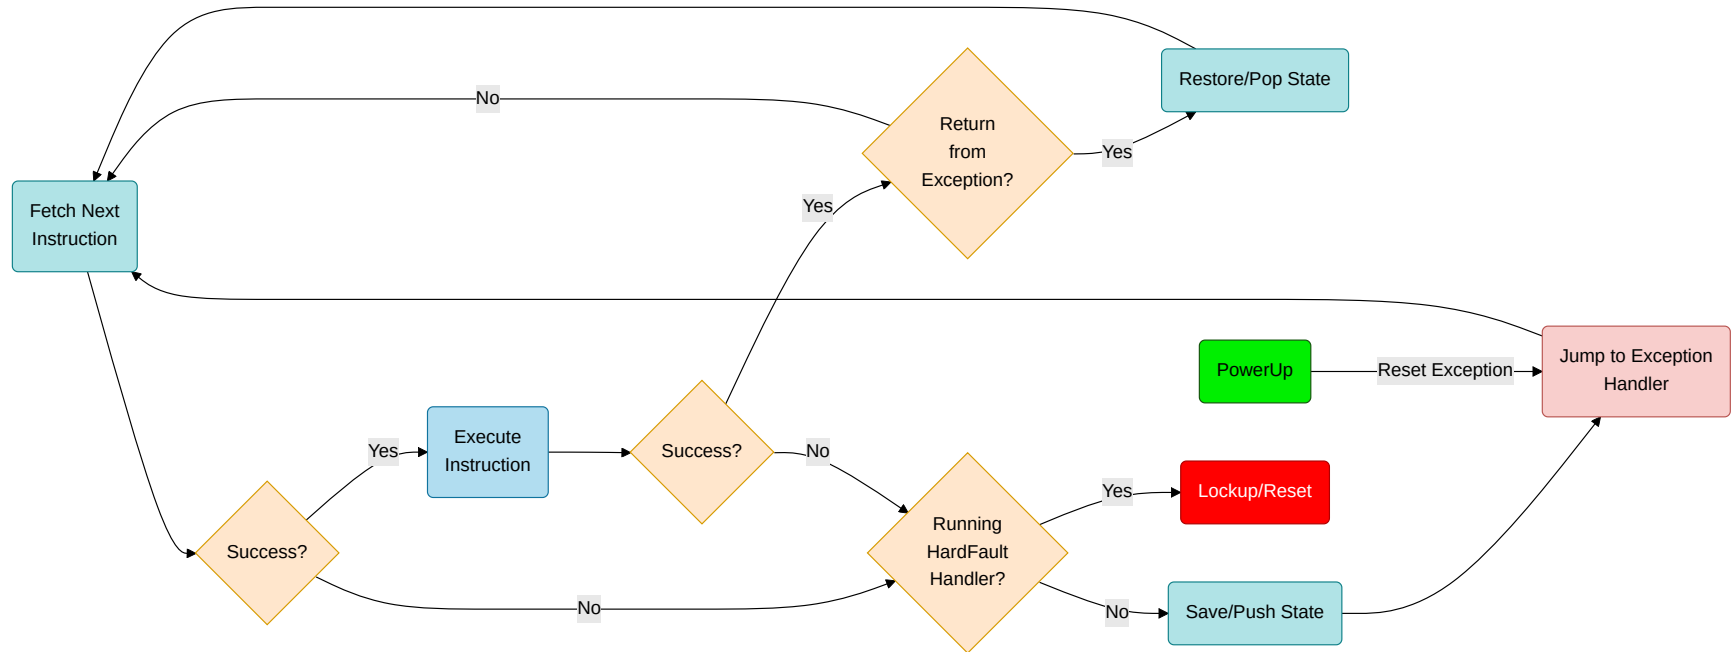 Restore/Pop State
No
Return
from
Exception?
Yes
Fetch Next
Instruction
Yes
PowerUp
Reset Exception
Jump to Exception
Handler
Yes
Execute
Instruction
Success?
No
Success?
Running
HardFault
Handler?
Yes
Lockup/Reset
No
No
Save/Push State